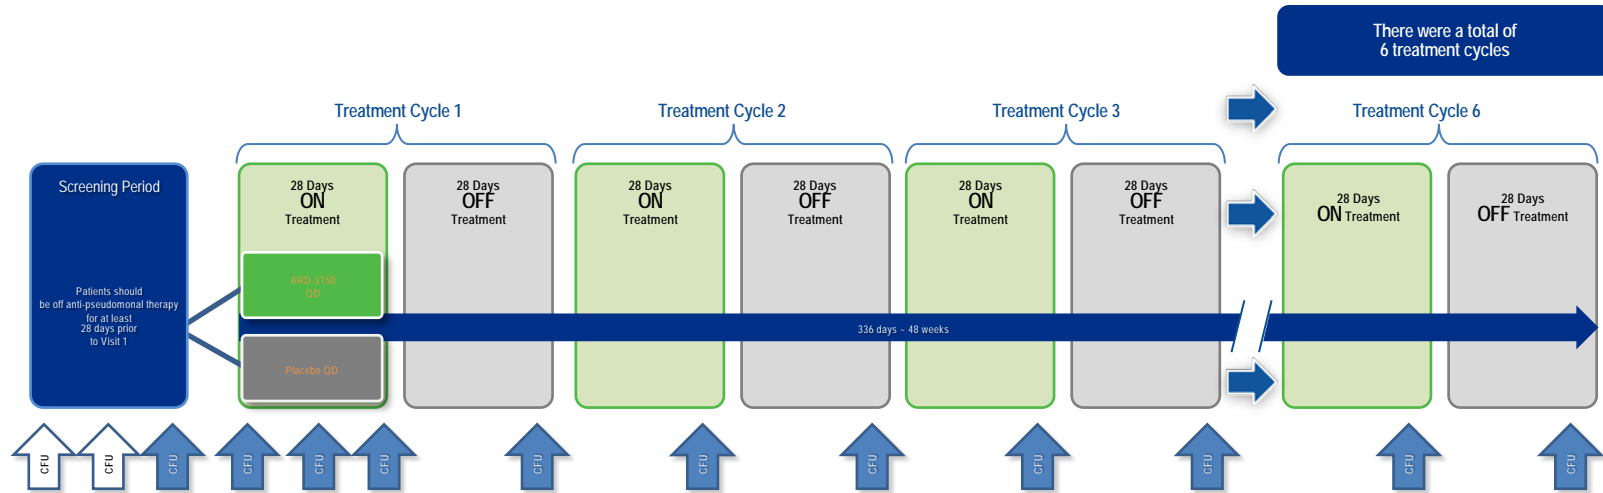 There were a total of
6 treatment cycles
Treatment Cycle 1
Treatment Cycle 2
Treatment Cycle 3
Treatment Cycle 6
Screening Period
Patients should
be off anti-pseudomonal therapy
for at least
28 days prior
to Visit 1
28 Days
ON
Treatment
28 Days
OFF
Treatment
28 Days
ON
Treatment
28 Days
OFF
Treatment
28 Days
ON
Treatment
28 Days
OFF
Treatment
28 Days
ON Treatment
28 Days
OFF Treatment
ARD-3150
QD
Placebo QD
336 days ~ 48 weeks
CFU
CFU
CFU
CFU
CFU
CFU
CFU
CFU
CFU
CFU
CFU
CFU
CFU